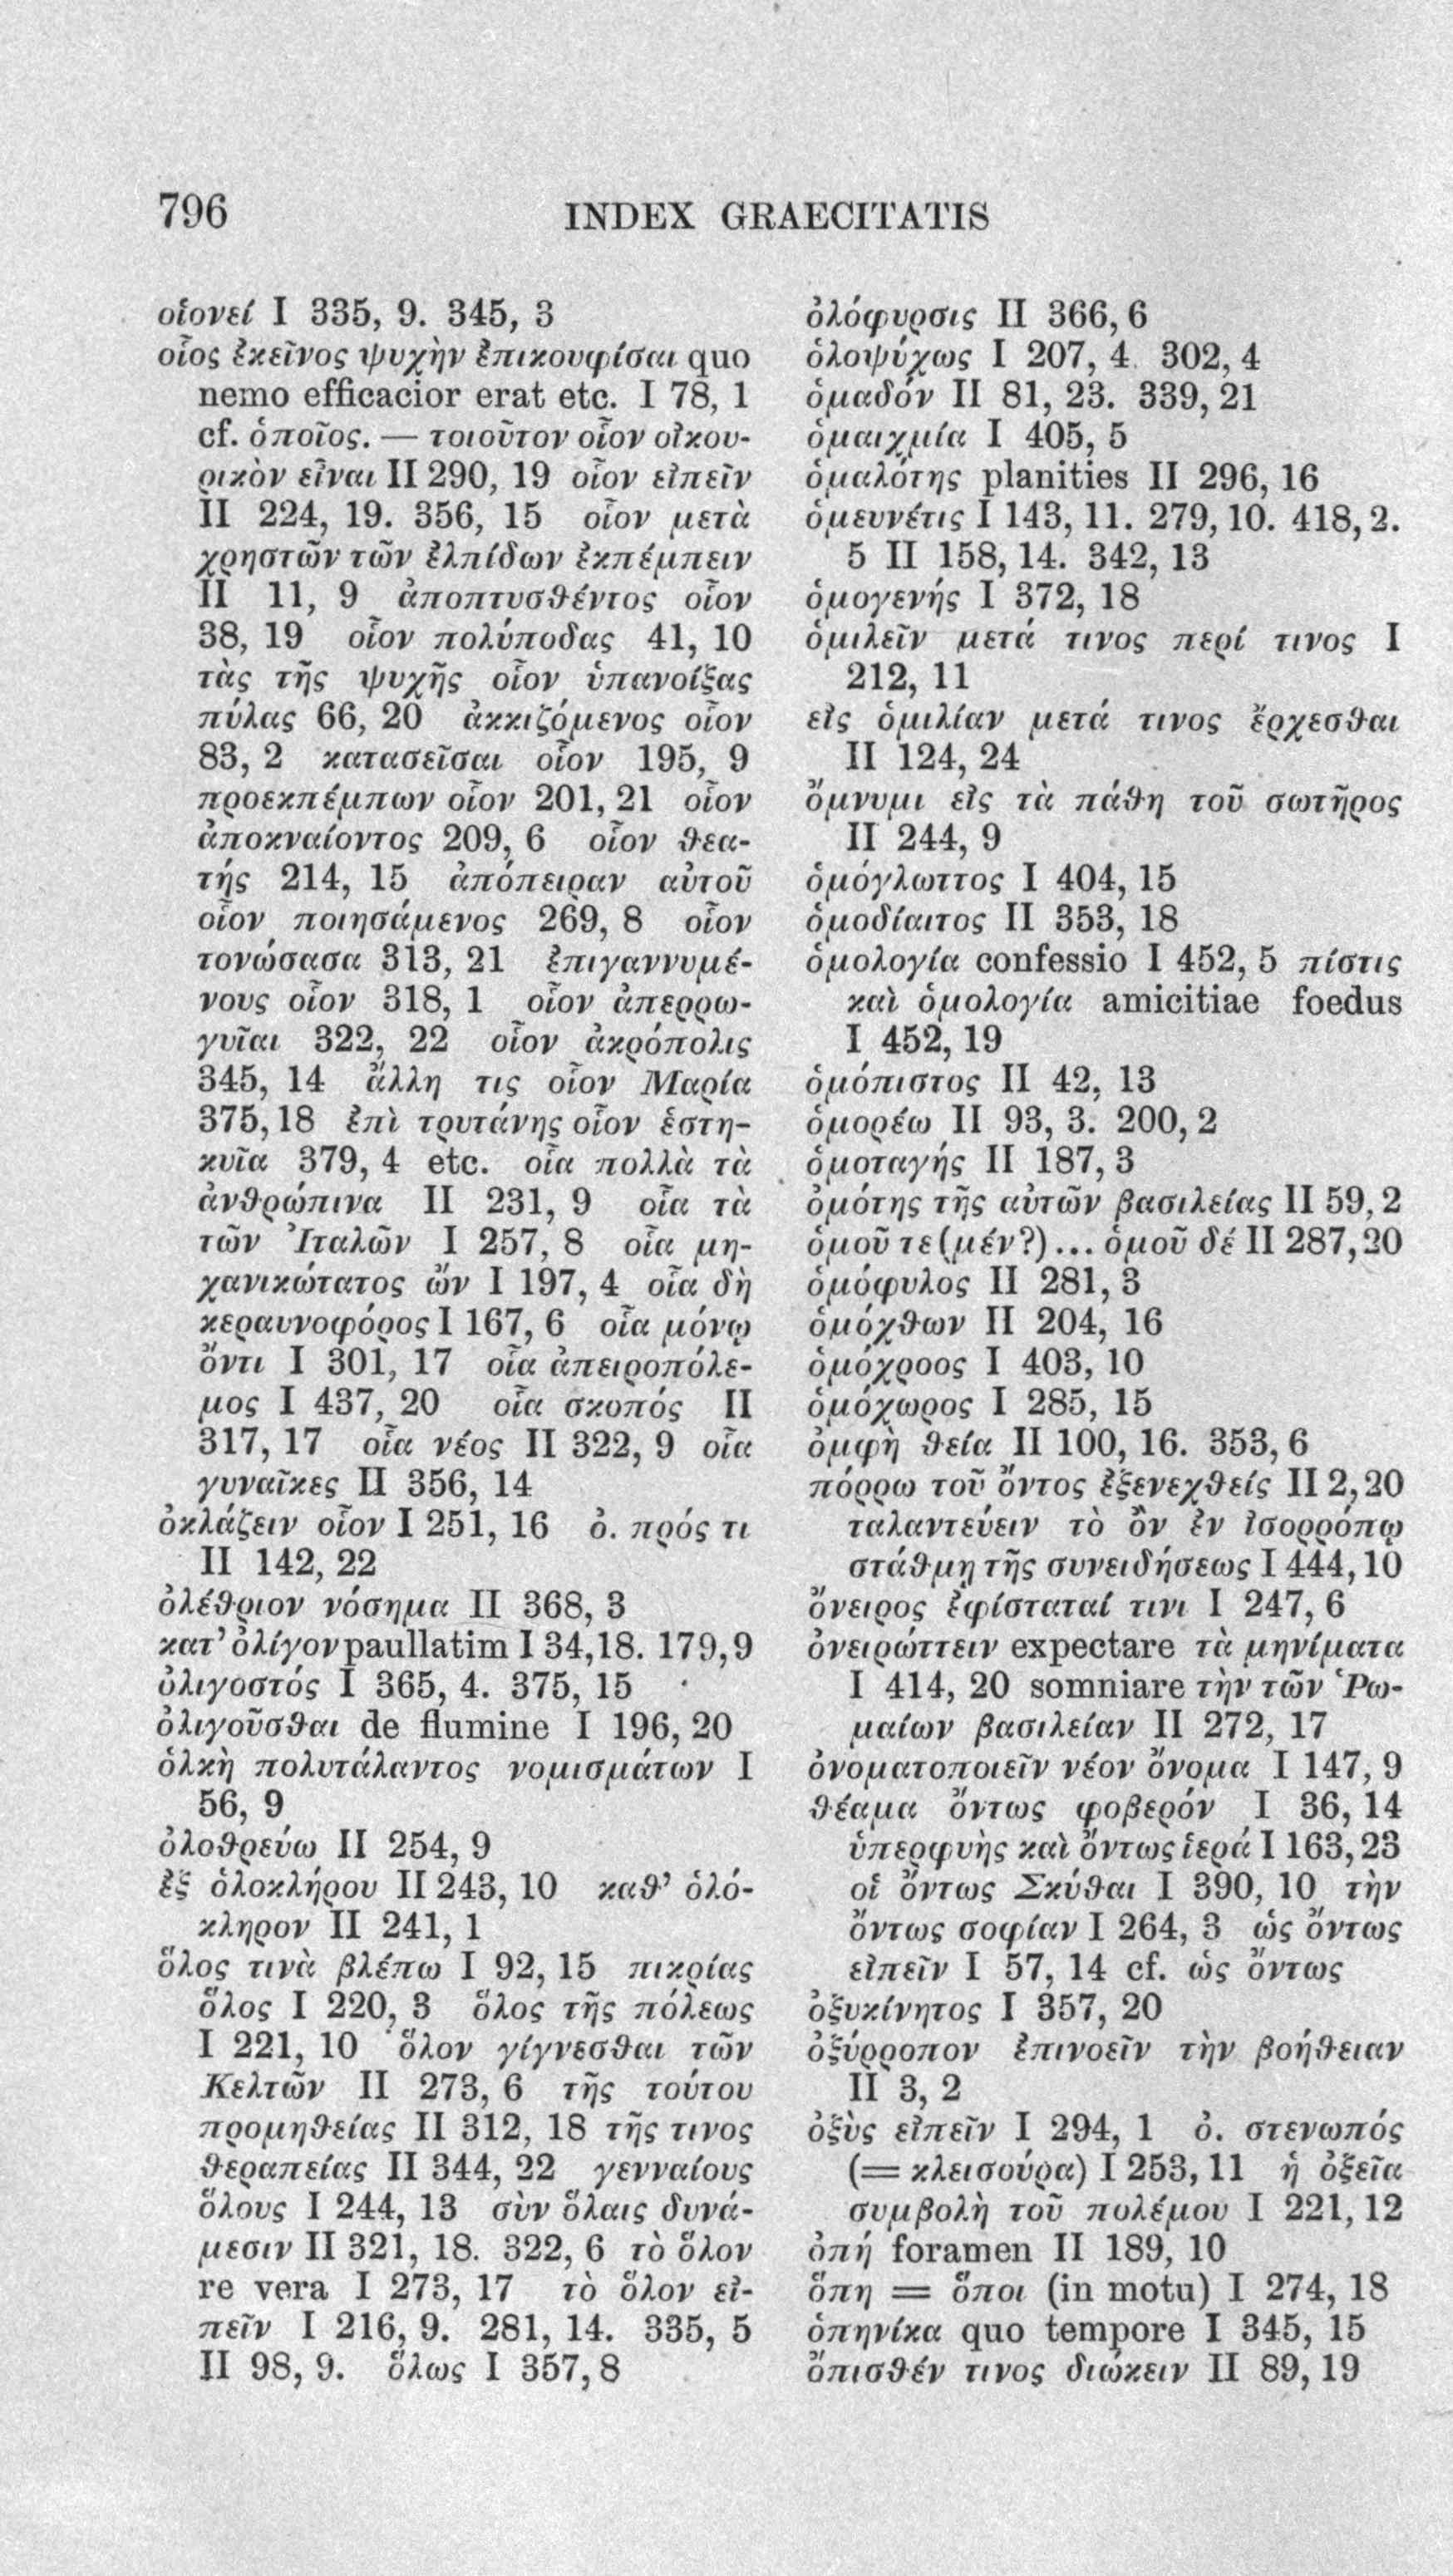 796
INDEX GRAECITATIS
οἱονεί I 335, 9. 345, 3
οἷος ἐκεῖνος ψυχὴν ἐπικουφίσαι quo
nemo efficacior erat etc. I 78, 1
cf. ὁποῖος. — τοιοῦτον οἷον οἰκου-
ρικὸν εἶναι II 290, 19 οἷον εἰπεῖν
II 224, 19. 356, 15 οἷον μετὰ
χρηστῶν τῶν ἐλπίδων ἐκπέμπειν
II 11, 9 ἀποπτυσθέντος οἷον
38, 19 οἷον πολύποδας 41, 10
τὰς τῆς ψυχῆς οἷον ὑπανοίξας
πύλας 66, 20 ἀκκιζόμενος οἷον
83, 2 κατασεῖσαι οἷον 195, 9
προεκπέμπων οἷον 201, 21 οἷον
ἀποκναίοντος 209, 6 οἷον θεα-
τής 214, 15 ἀπόπειραν αὐτοῦ
οἷον ποιησάμενος 269, 8 οἷον
τονώσασα 313, 21 ἐπιγαννυμέ-
νους οἷον 318, 1 οἷον ἀπερρω-
γυῖαι 322, 22 οἷον ἀκρόπολις
345, 14 ἄλλη τις οἷον Μαρία
375, 18 ἐπὶ τρυτάνης οἷον ἑστη-
κυῖα 379, 4 etc. οἷα πολλὰ τὰ
ἀνθρώπινα II 231, 9 οἷα τὰ
τῶν Ἰταλῶν I 257, 8 οἷα μη-
χανικώτατος ὤν I 197, 4 οἷα δὴ
κεραυνοφόρος I 167, 6 οἷα μόνῳ
ὄντι I 301, 17 οἷα ἀπειροπόλε-
μος I 437, 20 οἷα σκοπός II
317, 17 οἷα νέος II 322, 9 οἷα
γυναῖκες II 356, 14
ὀκλάζειν οἷον I 251, 16 ὀ. πρός τι
II 142, 22
ὀλέθριον νόσημα II 368, 3
κατ’ ὀλίγον paullatim I 34, 18. 179, 9
ὀλιγοστός I 365, 4. 375, 15
ὀλιγοῦσθαι de flumine I 196, 20
ὁλκὴ πολυτάλαντος νομισμάτων I
56, 9
ὀλοθρεύω II 254, 9
ἐξ ὁλοκλήρου II 243, 10 καθ’ ὁλό-
κληρον II 241, 1
ὅλος τινὰ βλέπω I 92, 15 πικρίας
ὅλος I 220, 3 ὅλος τῆς πόλεως
I 221, 10 ὅλον γίγνεσθαι τῶν
Κελτῶν II 273, 6 τῆς τούτου
προμηθείας II 312, 18 τῆς τινος
θεραπείας II 344, 22 γενναίους
ὅλους I 244, 13 σὺν ὅλαις δυνά-
μεσιν II 321, 18. 322, 6 τὸ ὅλον
re vera I 273, 17 τὸ ὅλον εἰ-
πεῖν I 216, 9. 281, 14. 335, 5
II 98, 9. ὅλως I 357, 8
ὀλόφυρσις II 366, 6
ὁλοψύχως I 207, 4. 302, 4
ὁμαδόν II 81, 23. 339, 21
ὁμαιχμία I 405, 5
ὁμαλότης planities II 296, 16
ὁμευνέτις I 143, 11. 279, 10. 418, 2.
5 II 158, 14. 342, 13
ὁμογενής I 372, 18
ὁμιλεῖν μετά τινος περί τινος I
212, 11
εἰς ὁμιλίαν μετά τινος ἔρχεσθαι
II 124, 24
ὄμνυμι εἰς τὰ πάθη τοῦ σωτῆρος
II 244, 9
ὁμόγλωττος I 404, 15
ὁμοδίαιτος II 353, 18
ὁμολογία confessio I 452, 5 πίστις
καὶ ὁμολογία amicitiae foedus
I 452, 19
ὁμόπιστος II 42, 13
ὁμορέω II 93, 3. 200, 2
ὁμοταγής II 187, 3
ὁμότης τῆς αὐτῶν βασιλείας II 59, 2
ὁμοῦ τε (μέν?) ... ὁμοῦ δέ II 287, 20
ὁμόφυλος II 281, 3
ὁμόχθων II 204, 16
ὁμόχροος I 403, 10
ὁμόχωρος I 285, 15
ὀμφὴ θεία II 100, 16. 353, 6
πόρρω τοῦ ὄντος ἐξενεχθείς II 2, 20
ταλαντεύειν τὸ ὂν ἐν ἰσορρόπῳ
στάθμῃ τῆς συνειδήσεως I 444, 10
ὄνειρος ἐφίσταταί τινι I 247, 6
ὀνειρώττειν expectare τὰ μηνίματα
I 414, 20 somniare τὴν τῶν Ῥω-
μαίων βασιλείαν II 272, 17
ὀνοματοποιεῖν νέον ὄνομα I 147, 9
θέαμα ὄντως φοβερόν I 36, 14
ὑπερφυὴς καὶ ὄντως ἱερά I 163, 23
οἱ ὄντως Σκύθαι I 390, 10 τὴν
ὄντως σοφίαν I 264, 3 ὡς ὄντως
εἰπεῖν I 57, 14 cf. ὡς ὄντως
ὀξυκίνητος I 357, 20
ὀξύρροπον ἐπινοεῖν τὴν βοήθειαν
II 3, 2
ὀξὺς εἰπεῖν I 294, 1 ὀ. στενωπός
(= κλεισούρα) I 253, 11 ἡ ὀξεῖα
συμβολὴ τοῦ πολέμου I 221, 12
ὀπή foramen II 189, 10
ὅπη = ὅποι (in motu) I 274, 18
ὁπηνίκα quo tempore I 345, 15
ὄπισθέν τινος διώκειν II 89, 19